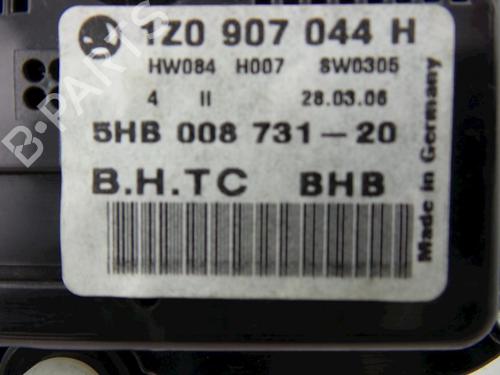 1Z0 907 044 H
HW084 H007 SW0305
4 II 28.03.06
5HB 008 731-20
B.H.TC BHB
Made in Germany
B-PARTS